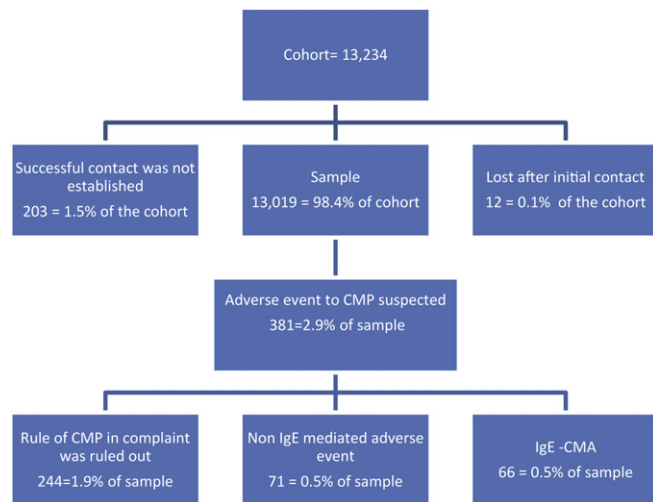 Cohort= 13,234
Successful contact was not
established
203 = 1.5% of the cohort
Sample
13,019 = 98.4% of cohort
Lost after initial contact
12 = 0.1% of the cohort
Adverse event to CMP suspected
381=2.9% of sample
Rule of CMP in complaint
was ruled out
244=1.9% of sample
Non IgE mediated adverse
event
71 = 0.5% of sample
IgE -CMA
66 = 0.5% of sample